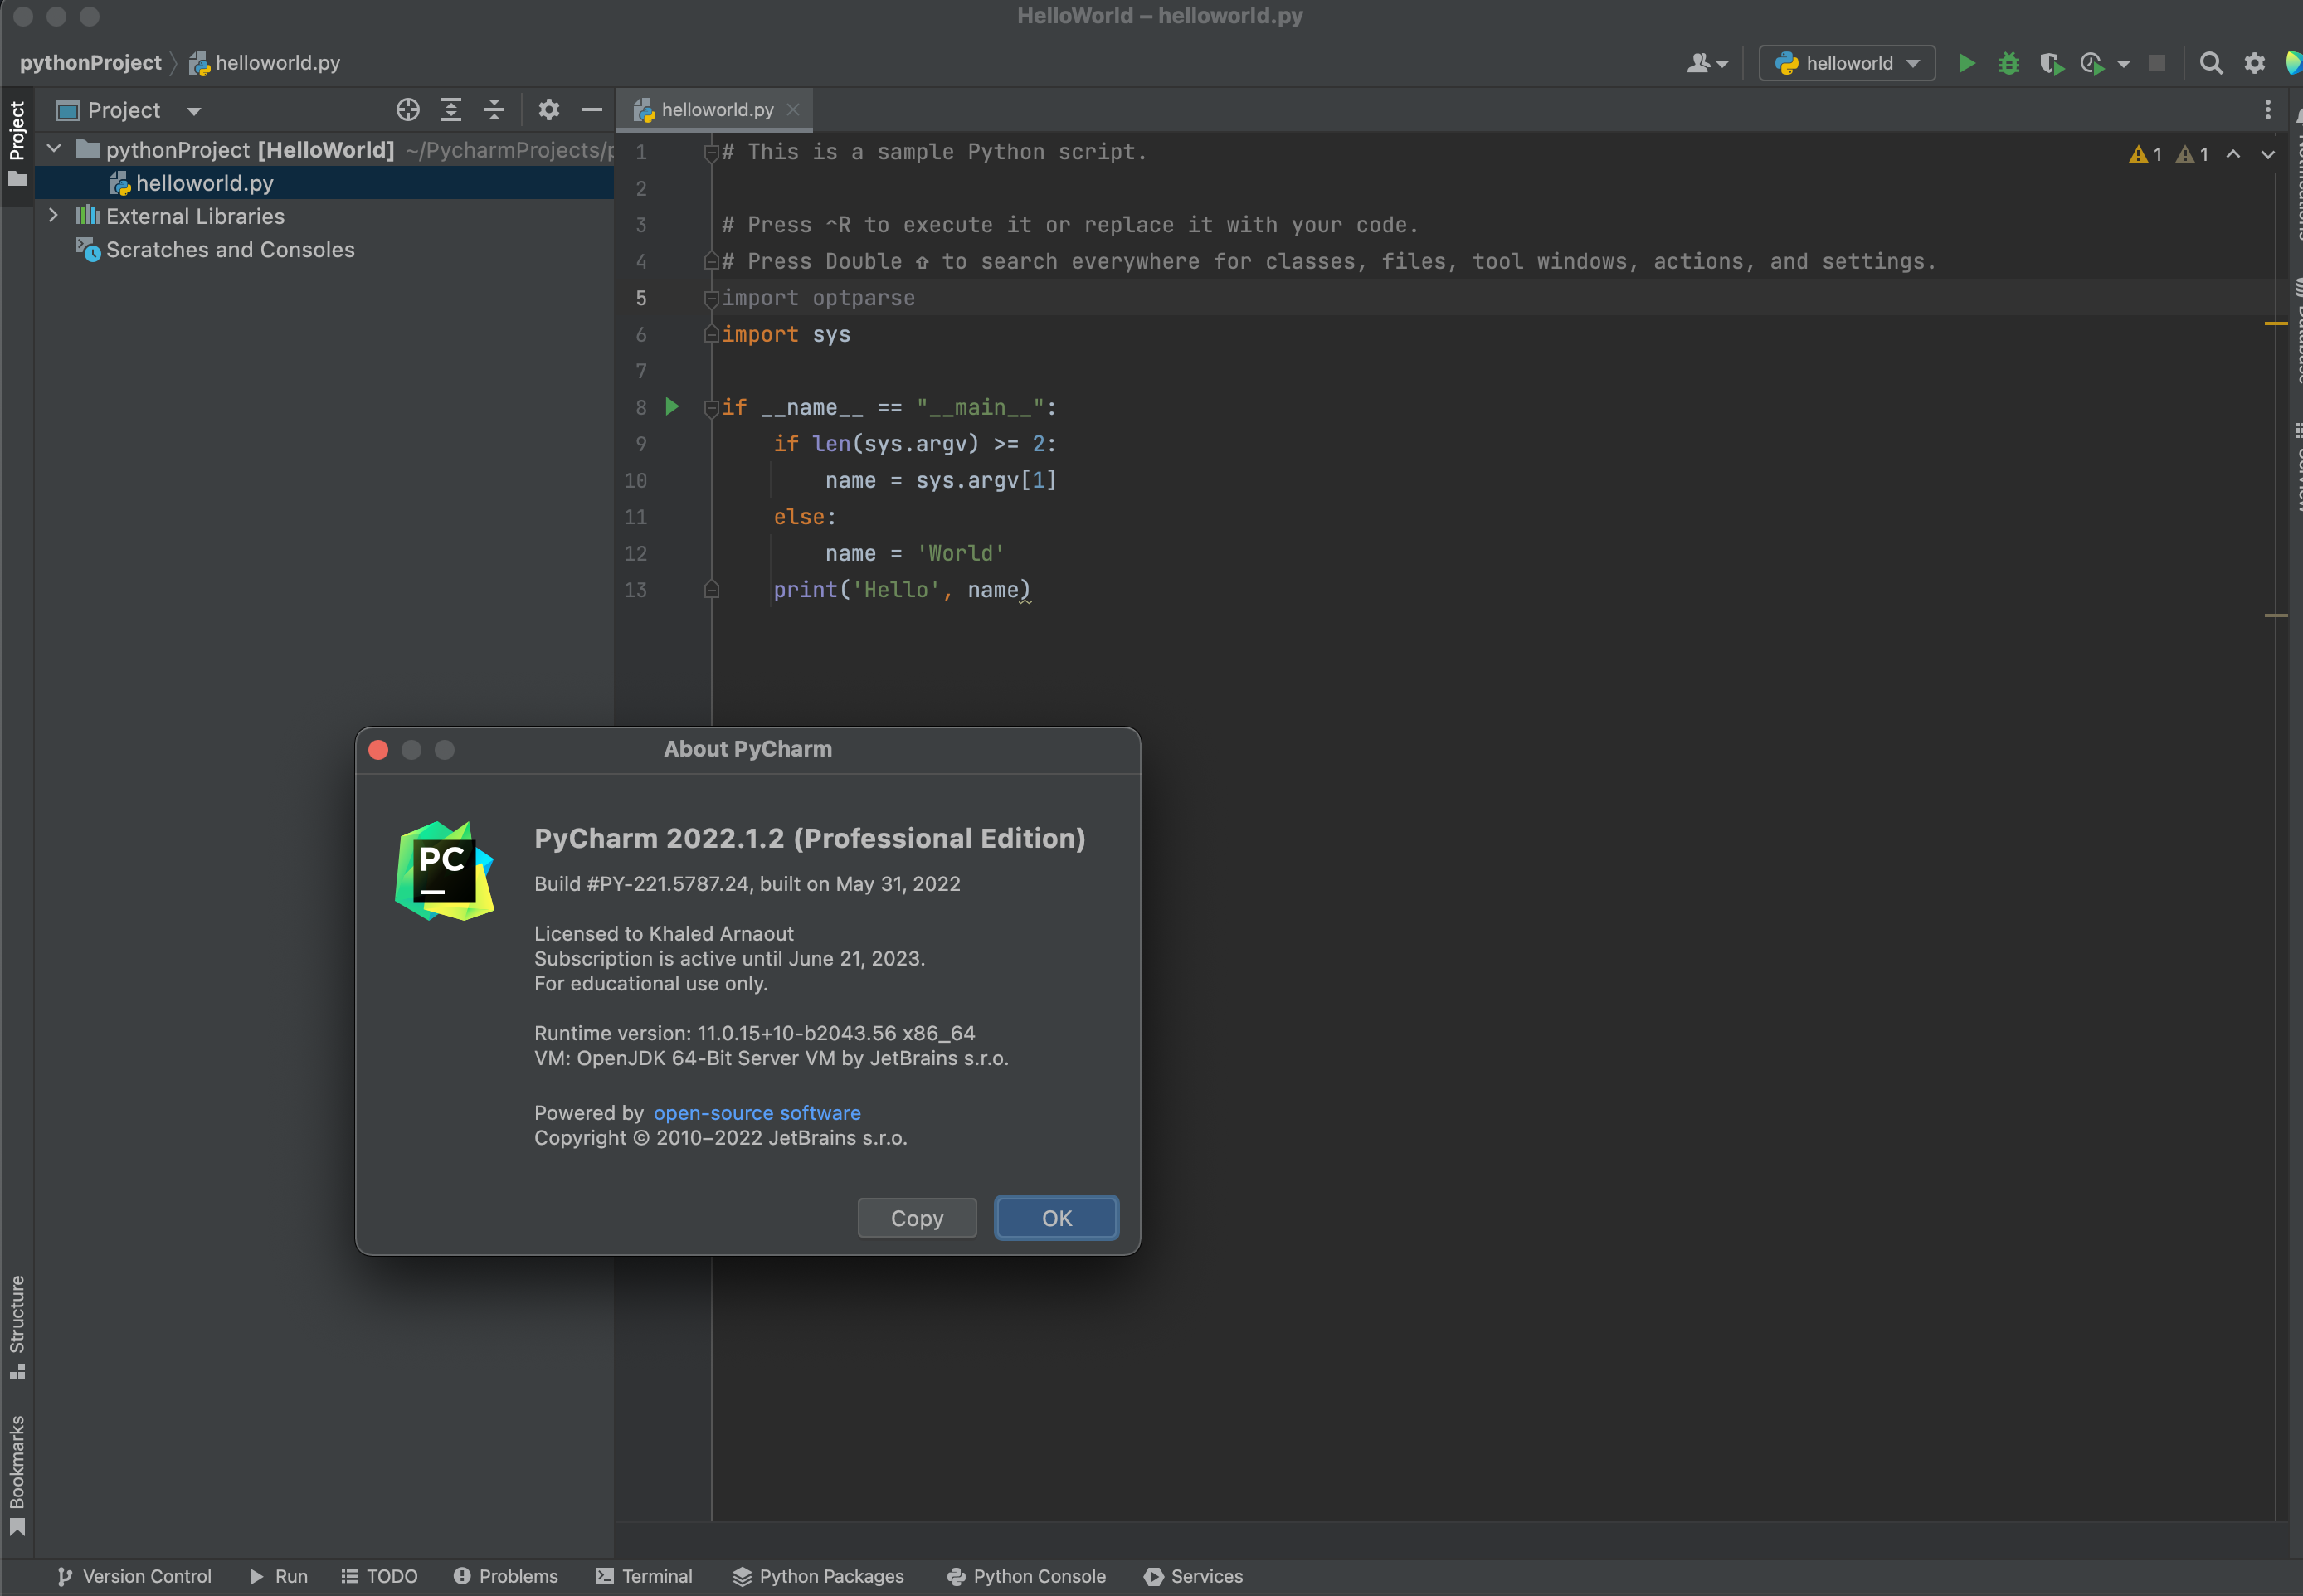 HelloWorld – helloworld.py
pythonProject helloworld.py
helloworld
Project
Project
helloworld.py
pythonProject [HelloWorld] ~/PycharmProjects/p
helloworld.py
External Libraries
Scratches and Consoles
1 # This is a sample Python script.
1 1
2
3 # Press ^R to execute it or replace it with your code.
4 # Press Double ⇧ to search everywhere for classes, files, tool windows, actions, and settings.
5 import optparse
6 import sys
7
8 if __name__ == "__main__":
9 if len(sys.argv) >= 2:
10 name = sys.argv[1]
11 else:
12 name = 'World'
13 print('Hello', name)
Notifications
Database
SciView
About PyCharm
PC
PyCharm 2022.1.2 (Professional Edition)
Build #PY-221.5787.24, built on May 31, 2022
Licensed to Khaled Arnaout
Subscription is active until June 21, 2023.
For educational use only.
Runtime version: 11.0.15+10-b2043.56 x86_64
VM: OpenJDK 64-Bit Server VM by JetBrains s.r.o.
Powered by open-source software
Copyright © 2010–2022 JetBrains s.r.o.
Copy OK
Structure
Bookmarks
Version Control Run TODO Problems Terminal Python Packages Python Console Services